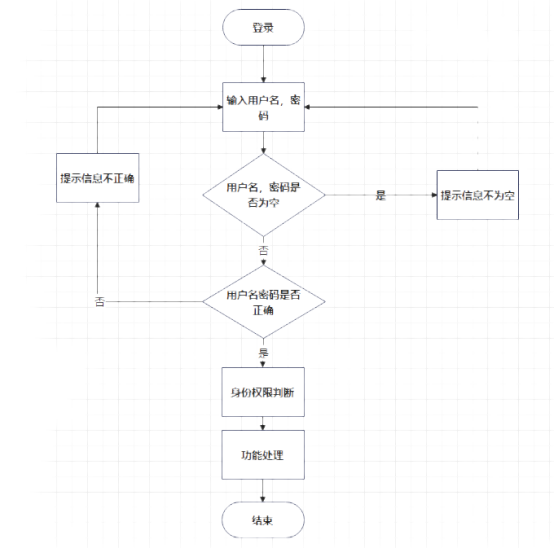 登录
输入用户名，密
码
提示信息不正确
用户名，密码是
否为空
是
提示信息不为空
否
用户名密码是否
正确
否
是
身份权限判断
功能处理
结束